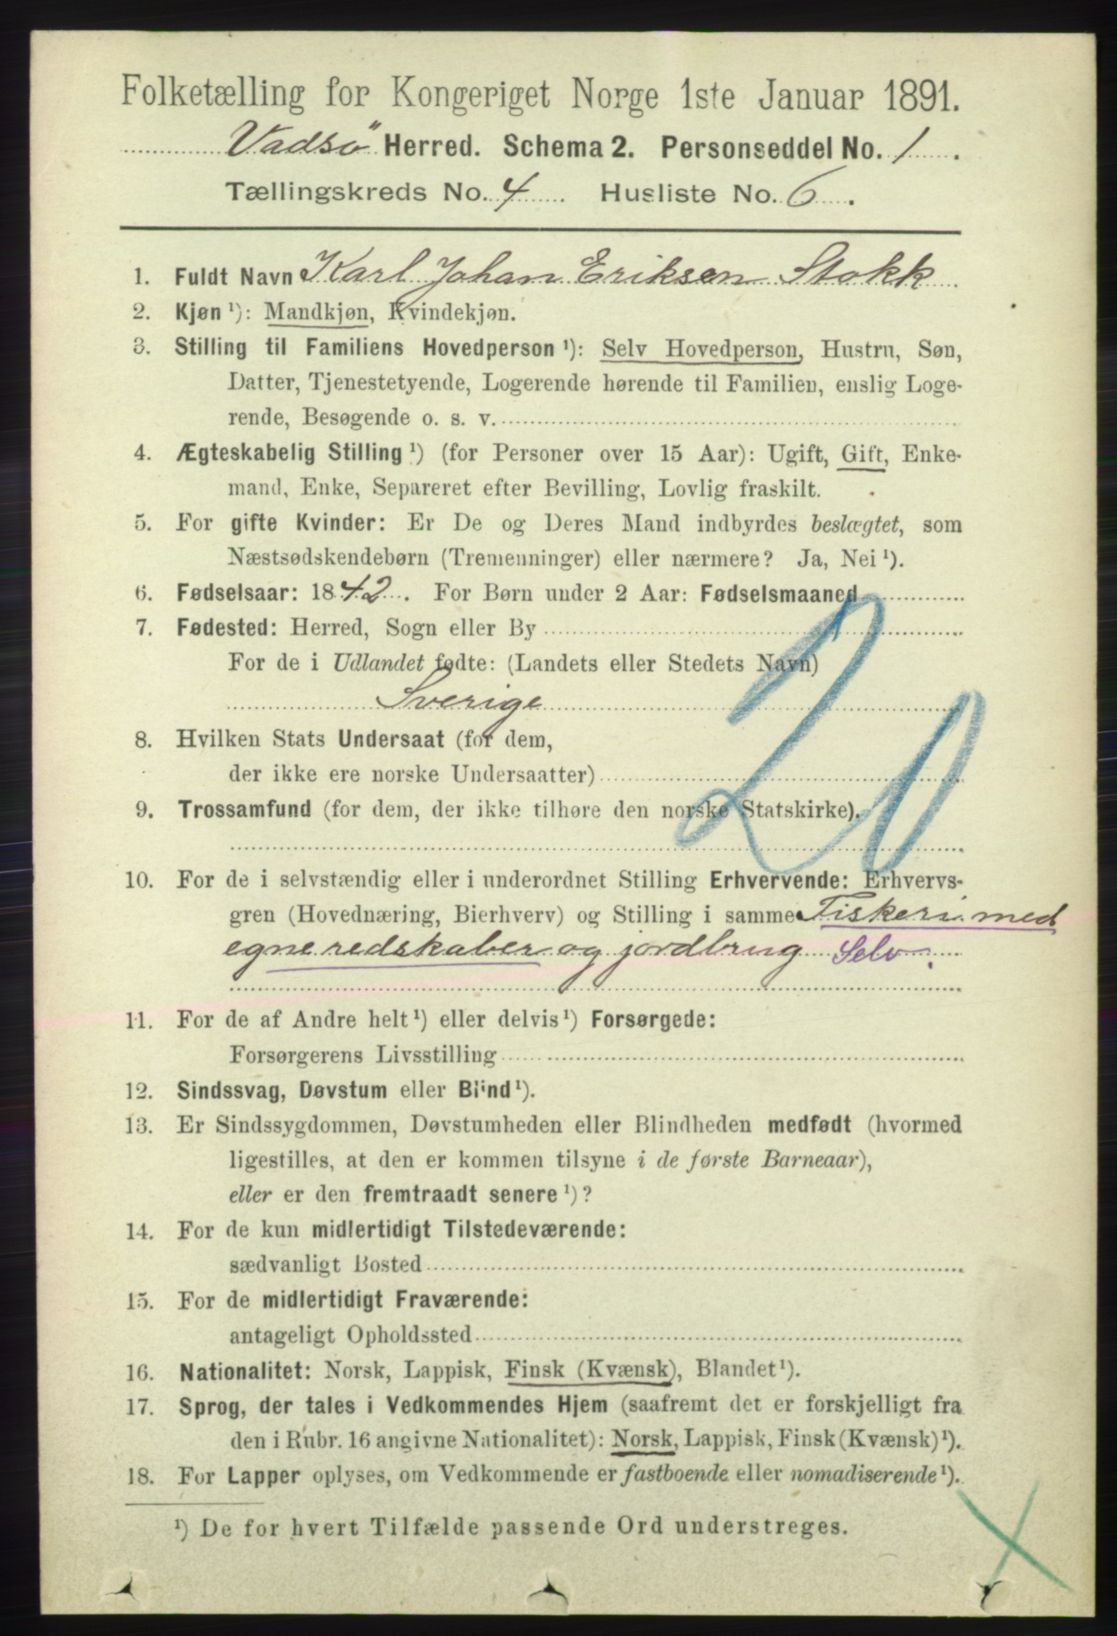 Folketælling for Kongeriget Norge 1ste Januar 1891.
Vadsö Herred. Schema 2. Personseddel No. 1.
Tællingskreds No. 4 Husliste No. 6.
1. Fuldt Navn Karl Johan Eriksen Stokk
2. Kjøn ¹): Mandkjøn, Kvindekjøn.
3. Stilling til Familiens Hovedperson ¹): Selv Hovedperson, Hustru, Søn,
Datter, Tjenestetyende, Logerende hørende til Familien, enslig Loge-
rende, Besøgende o. s. v.
4. Ægteskabelig Stilling ¹) (for Personer over 15 Aar): Ugift, Gift, Enke-
mand, Enke, Separeret efter Bevilling, Lovlig fraskilt.
5. For gifte Kvinder: Er De og Deres Mand indbyrdes beslægtet, som
Næstsødskendebørn (Tremenninger) eller nærmere? Ja, Nei ¹).
6. Fødselsaar: 1842. For Børn under 2 Aar: Fødselsmaaned
7. Fødested: Herred, Sogn eller By
For de i Udlandet fødte: (Landets eller Stedets Navn)
Sverige
20
8. Hvilken Stats Undersaat (for dem,
der ikke ere norske Undersaatter)
9. Trossamfund (for dem, der ikke tilhøre den norske Statskirke).
10. For de i selvstændig eller i underordnet Stilling Erhvervende: Erhvervs-
gren (Hovednæring, Bierhverv) og Stilling i samme Fiskeri med
egne redskaber og jordbrug Selv.
11. For de af Andre helt ¹) eller delvis ¹) Forsørgede:
Forsørgerens Livsstilling
12. Sindssvag, Døvstum eller Blind ¹).
13. Er Sindssygdommen, Døvstumheden eller Blindheden medfødt (hvormed
ligestilles, at den er kommen tilsyne i de første Barneaar),
eller er den fremtraadt senere ¹)?
14. For de kun midlertidigt Tilstedeværende:
sædvanligt Bosted
15. For de midlertidigt Fraværende:
antageligt Opholdssted
16. Nationalitet: Norsk, Lappisk, Finsk (Kvænsk), Blandet ¹).
17. Sprog, der tales i Vedkommendes Hjem (saafremt det er forskjelligt fra
den i Rubr. 16 angivne Nationalitet): Norsk, Lappisk, Finsk (Kvænsk) ¹).
18. For Lapper oplyses, om Vedkommende er fastboende eller nomadiserende ¹).
¹) De for hvert Tilfælde passende Ord understreges.